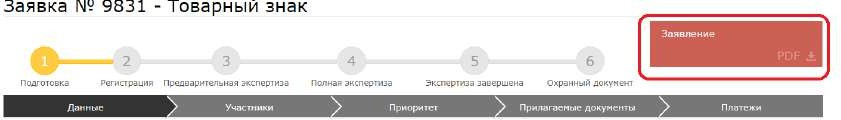 Заявка № 9831 - Товарный знак
Заявление
PDF
1 2 3 4 5 6
Подготовка Регистрация Предварительная экспертиза Полная экспертиза Экспертиза завершена Охранный документ
Данные Участники Приоритет Прилагаемые документы Платежи